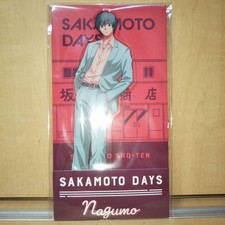 SAKAMOTO
DAYS
坂 商店
O SHO-TEN
SAKAMOTO DAYS
Nagumo